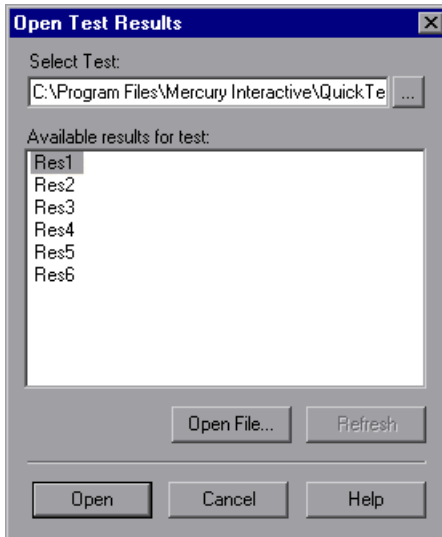 Open Test Results
Select Test:
C:\Program Files\Mercury Interactive\QuickTe ...
Available results for test:
Res1
Res2
Res3
Res4
Res5
Res6
Open File... Refresh
Open Cancel Help